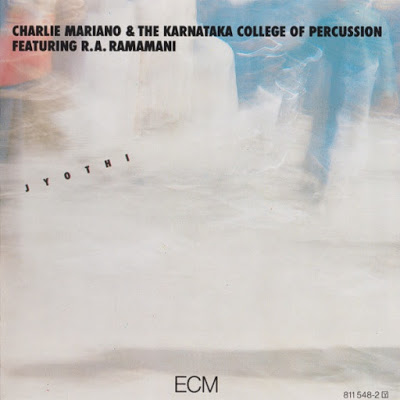 CHARLIE MARIANO & THE KARNATAKA COLLEGE OF PERCUSSION
FEATURING R.A. RAMAMANI
JYOTHI
ECM
811 548-2